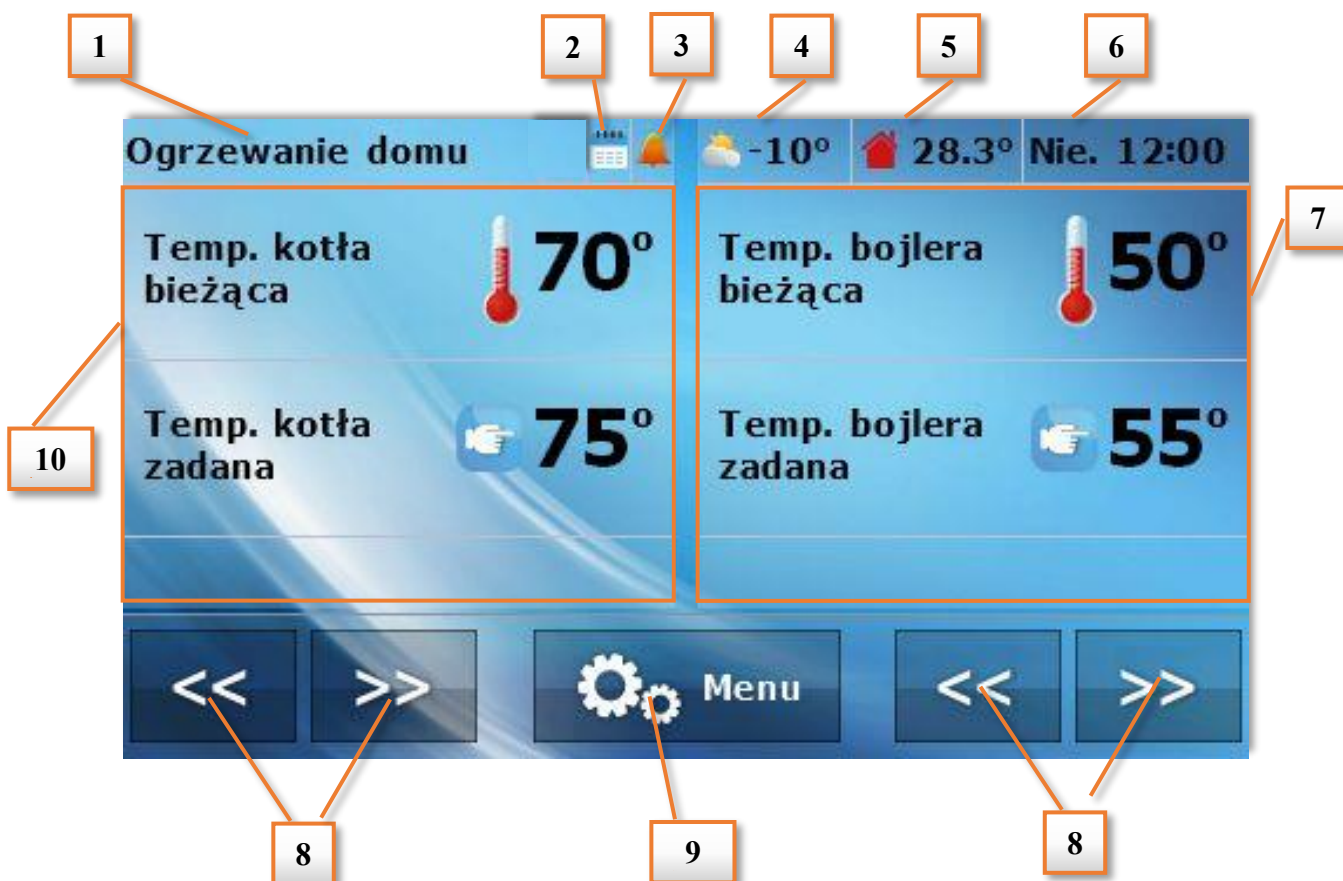 1
2
3
4
5
6
Ogrzewanie domu
-10°
28.3°
Nie. 12:00
7
Temp. kotła
bieżąca
70°
Temp. bojlera
bieżąca
50°
10
Temp. kotła
zadana
75°
Temp. bojlera
zadana
55°
<<
>>
Menu
<<
>>
8
9
8